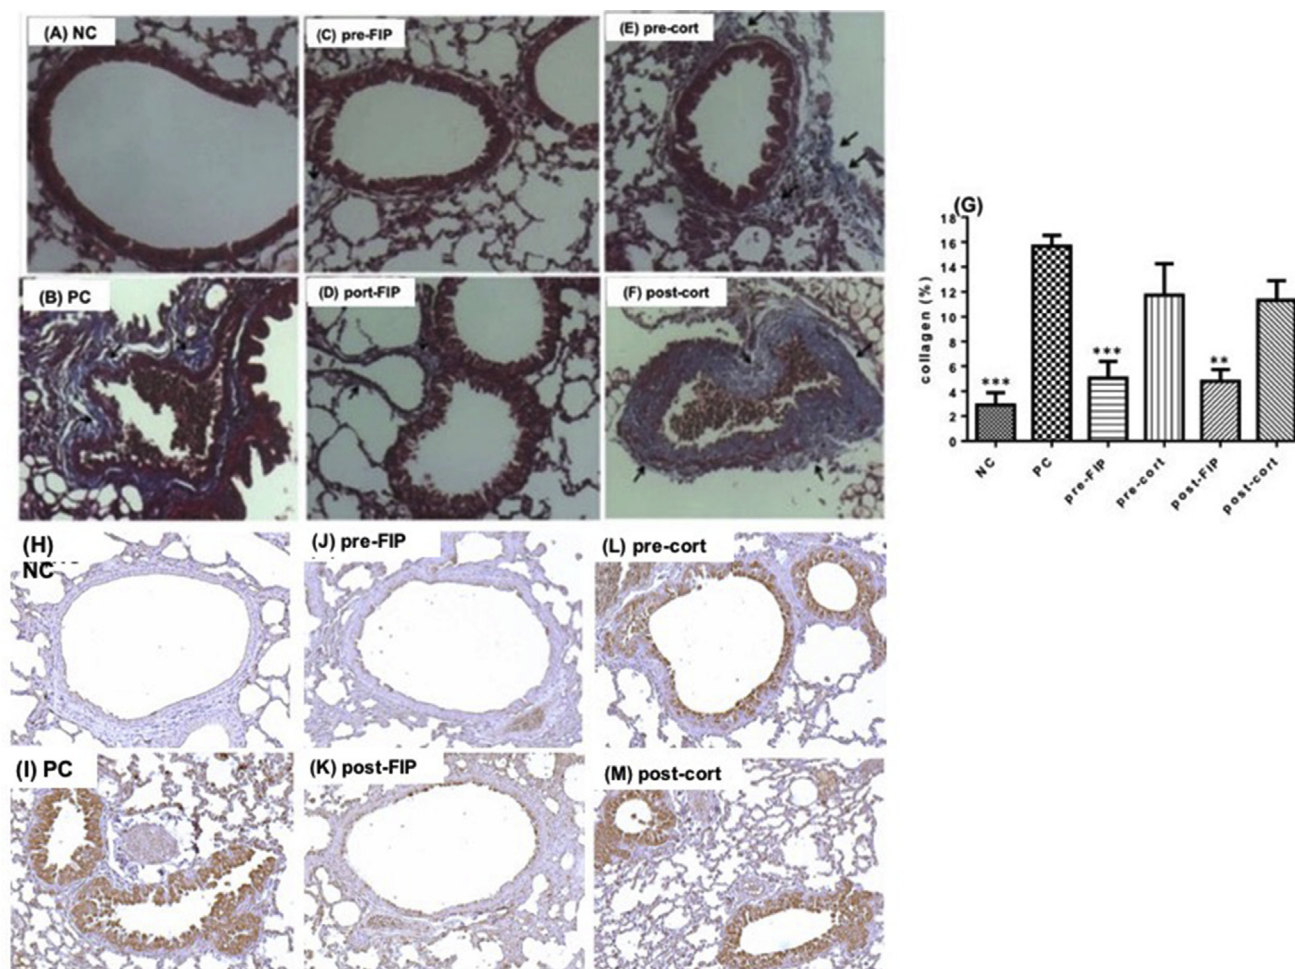 (A) NC
(C) pre-FIP
(E) pre-cort
(B) PC
(D) port-FIP
(F) post-cort
(G)
collagen (%)
18
16
14
12
10
8
6
4
2
0
***
***
**
NC
PC
pre-FIP
pre-cort
post-FIP
post-cort
(H)
NC
(J) pre-FIP
(L) pre-cort
(I) PC
(K) post-FIP
(M) post-cort